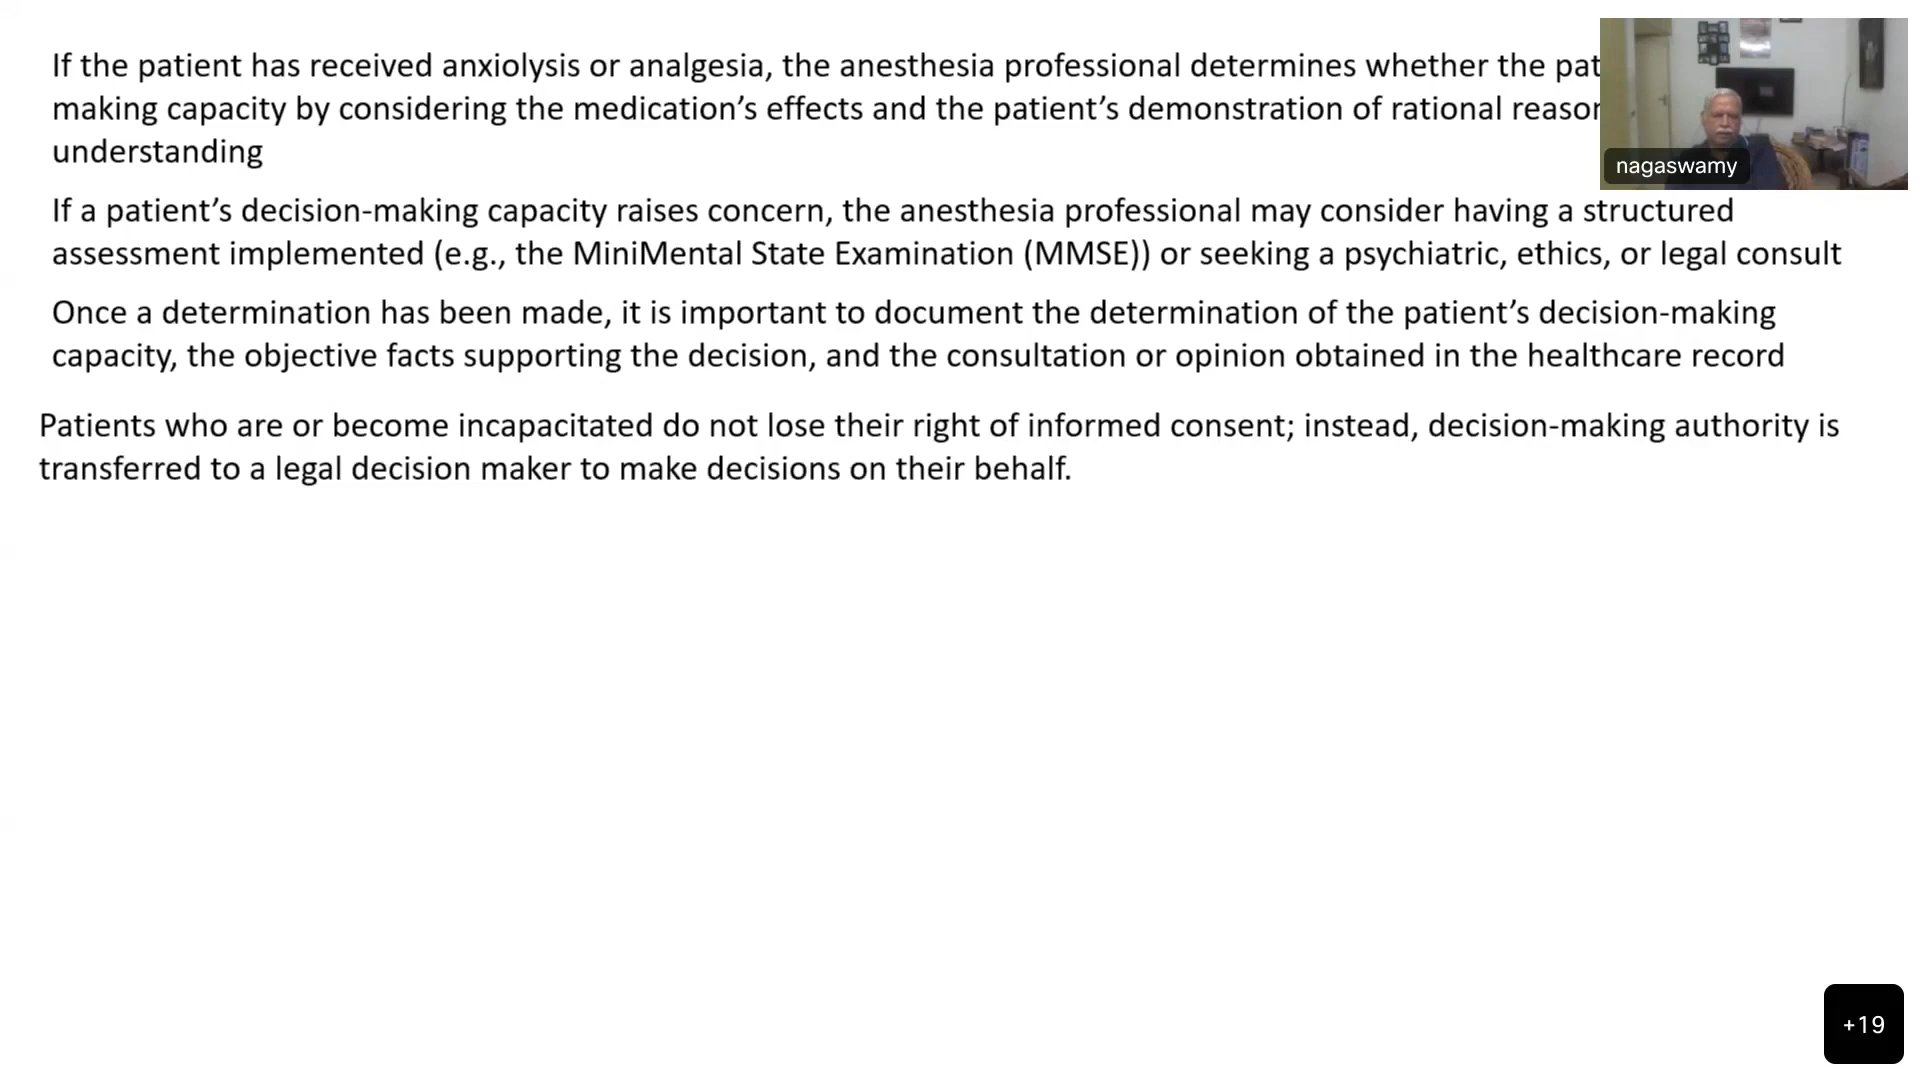 If the patient has received anxiolysis or analgesia, the anesthesia professional determines whether the
making capacity by considering the medication’s effects and the patient’s demonstration of rational
understanding
nagaswamy
If a patient’s decision-making capacity raises concern, the anesthesia professional may consider having a structured
assessment implemented (e.g., the MiniMental State Examination (MMSE)) or seeking a psychiatric, ethics, or legal consult
Once a determination has been made, it is important to document the determination of the patient’s decision-making
capacity, the objective facts supporting the decision, and the consultation or opinion obtained in the healthcare record
Patients who are or become incapacitated do not lose their right of informed consent; instead, decision-making authority is
transferred to a legal decision maker to make decisions on their behalf.
+19